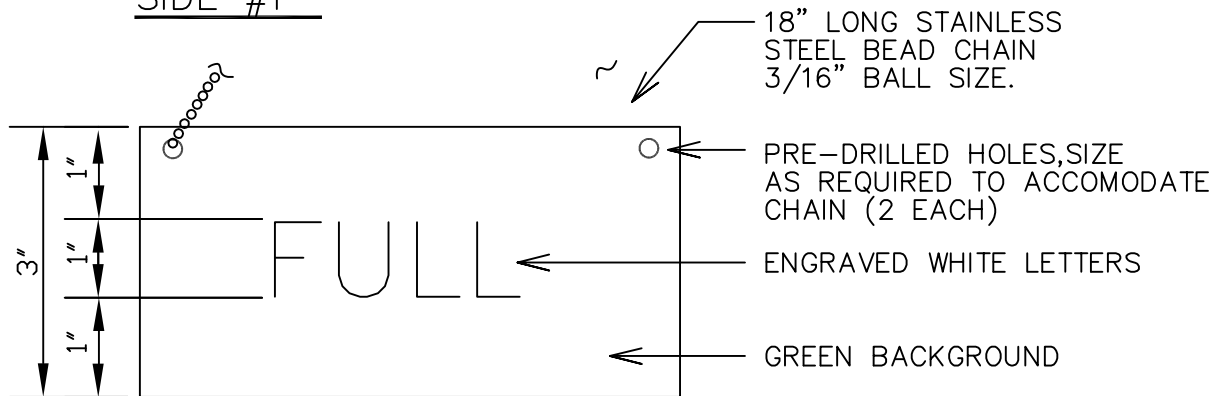 SIDE #1
18" LONG STAINLESS
STEEL BEAD CHAIN
3/16" BALL SIZE.
PRE-DRILLED HOLES,SIZE
AS REQUIRED TO ACCOMODATE
CHAIN (2 EACH)
1"
3"
1"
FULL
ENGRAVED WHITE LETTERS
1"
GREEN BACKGROUND